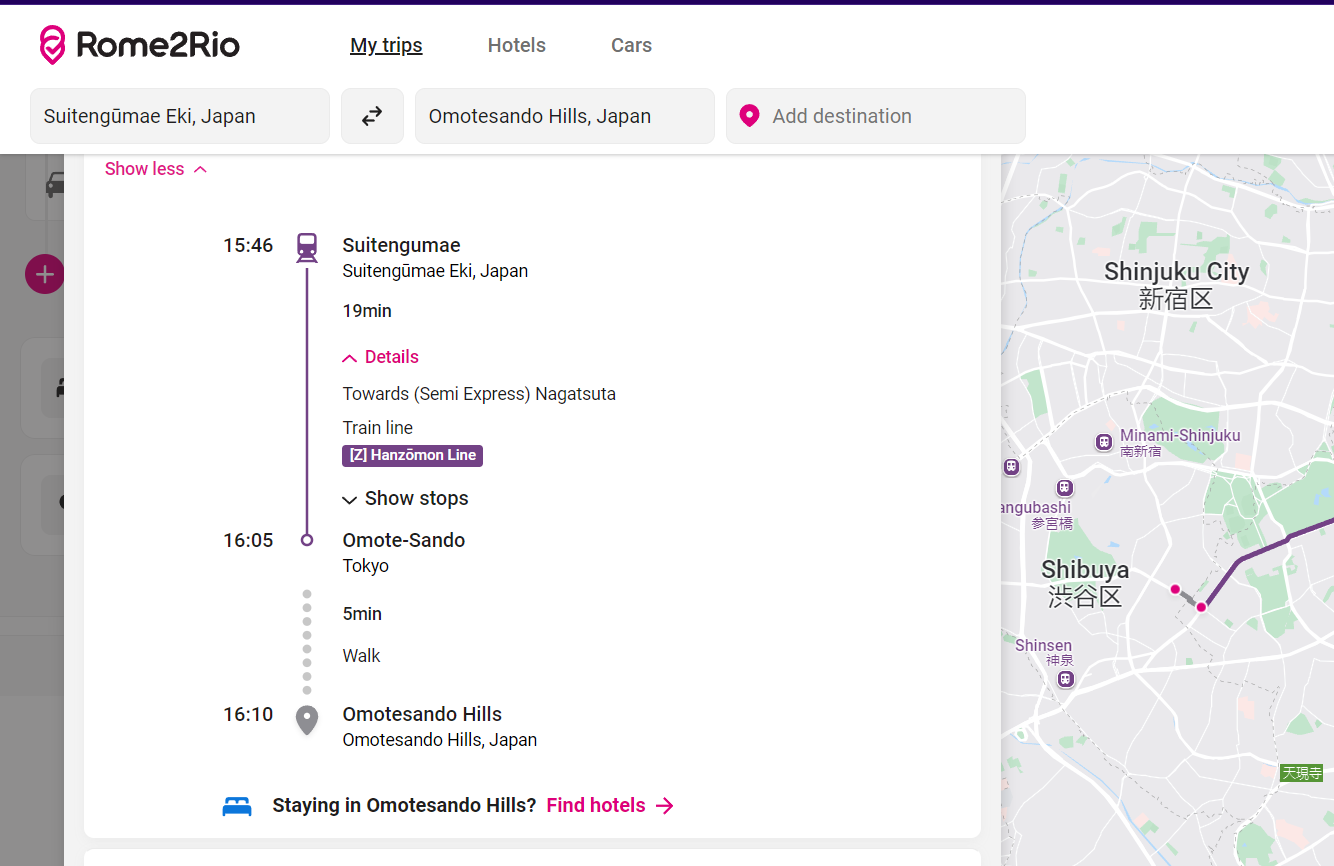 Rome2Rio
My trips
Hotels
Cars
Suitengūmae Eki, Japan
Omotesando Hills, Japan
Add destination
Show less
15:46
Suitengumae
Suitengūmae Eki, Japan
19min
Details
Towards (Semi Express) Nagatsuta
Train line
[Z] Hanzōmon Line
Show stops
16:05
Omote-Sando
Tokyo
5min
Walk
16:10
Omotesando Hills
Omotesando Hills, Japan
Staying in Omotesando Hills? Find hotels
Shinjuku City
新宿区
Minami-Shinjuku
南新宿
angubashi
参宮橋
Shibuya
渋谷区
Shinsen
神泉
天現寺